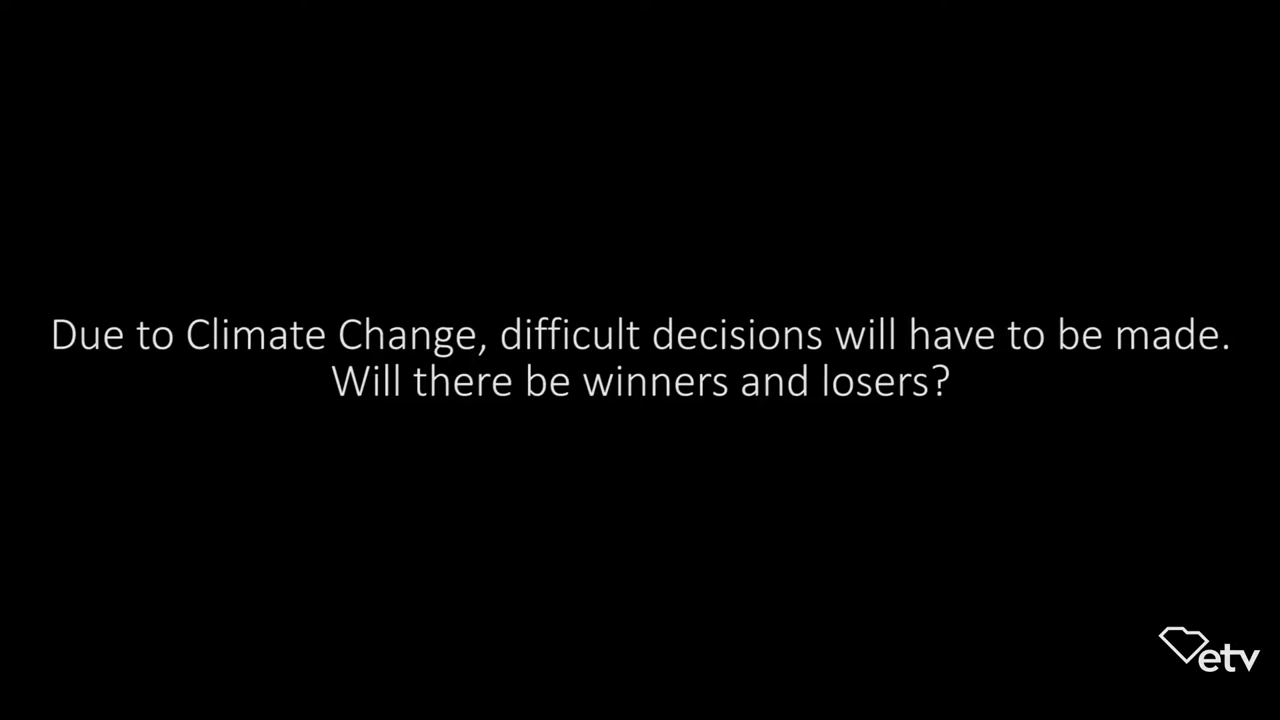 Due to Climate Change, difficult decisions will have to be made.
Will there be winners and losers?
etv